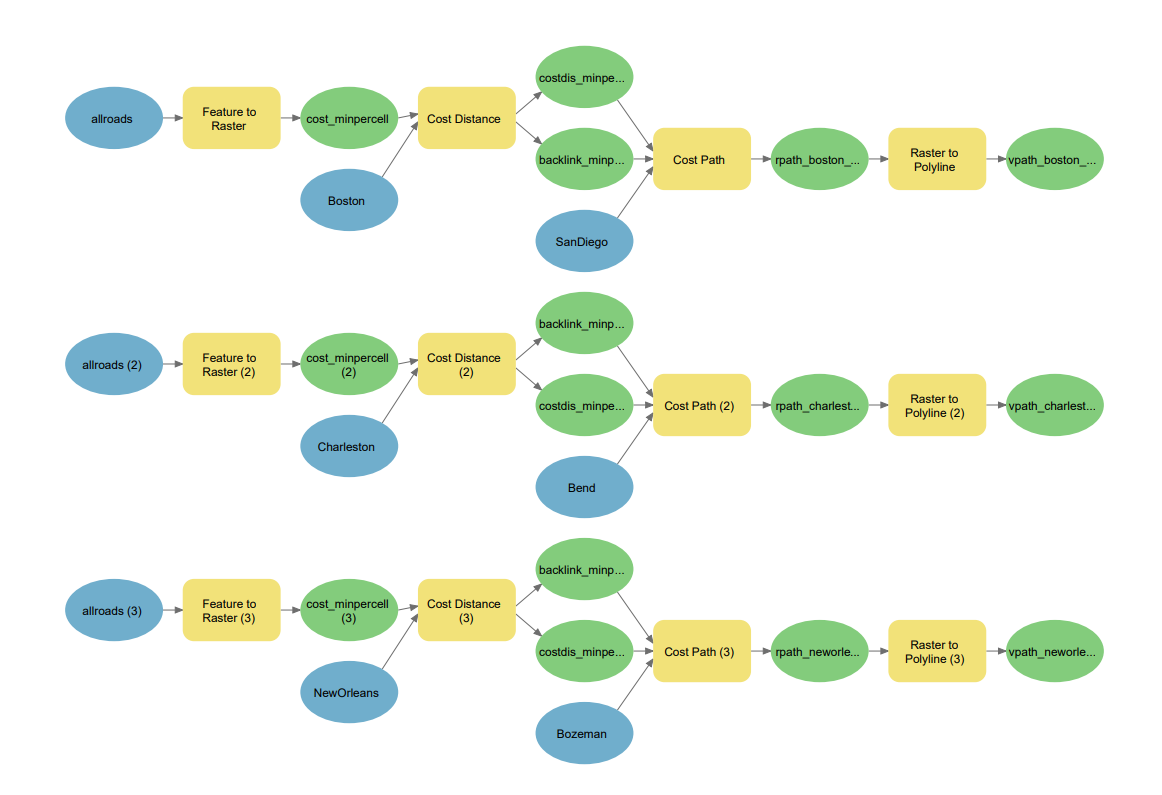 costdis_minpe...
allroads
Feature to
Raster
cost_minpercell
Cost Distance
backlink_minp...
Cost Path
rpath_boston_...
Raster to
Polyline
vpath_boston_...
Boston
SanDiego
backlink_minp...
allroads (2)
Feature to
Raster (2)
cost_minpercell
(2)
Cost Distance
(2)
costdis_minpe...
Cost Path (2)
rpath_charlest...
Raster to
Polyline (2)
vpath_charlest...
Charleston
Bend
backlink_minp...
allroads (3)
Feature to
Raster (3)
cost_minpercell
(3)
Cost Distance
(3)
costdis_minpe...
Cost Path (3)
rpath_neworle...
Raster to
Polyline (3)
vpath_neworle...
NewOrleans
Bozeman